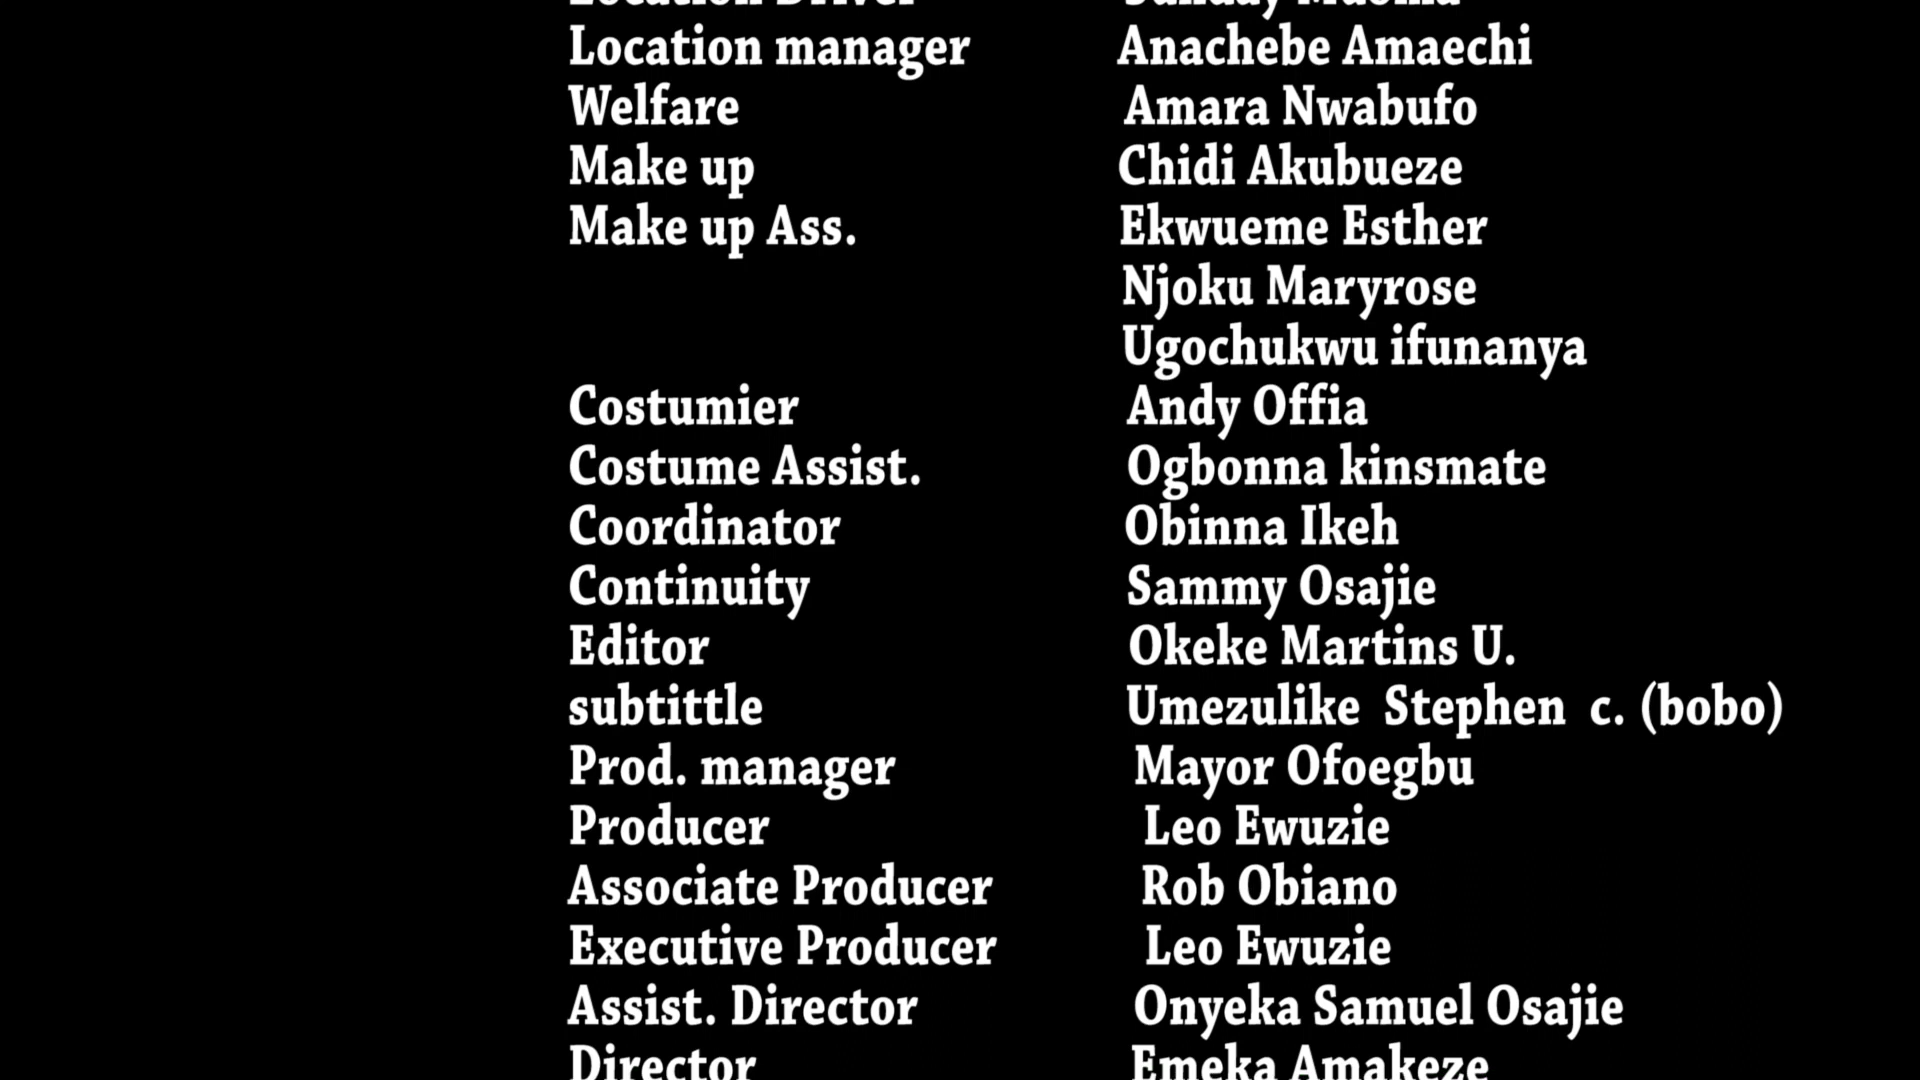 Location Driver Sunday
Location manager Anachebe Amaechi
Welfare Amara Nwabufo
Make up Chidi Akubueze
Make up Ass. Ekwueme Esther
Njoku Maryrose
Ugochukwu ifunanya
Costumier Andy Offia
Costume Assist. Ogbonna kinsmate
Coordinator Obinna Ikeh
Continuity Sammy Osajie
Editor Okeke Martins U.
subtittle Umezulike Stephen c. (bobo)
Prod. manager Mayor Ofoegbu
Producer Leo Ewuzie
Associate Producer Rob Obiano
Executive Producer Leo Ewuzie
Assist. Director Onyeka Samuel Osajie
Director Emeka Amakeze